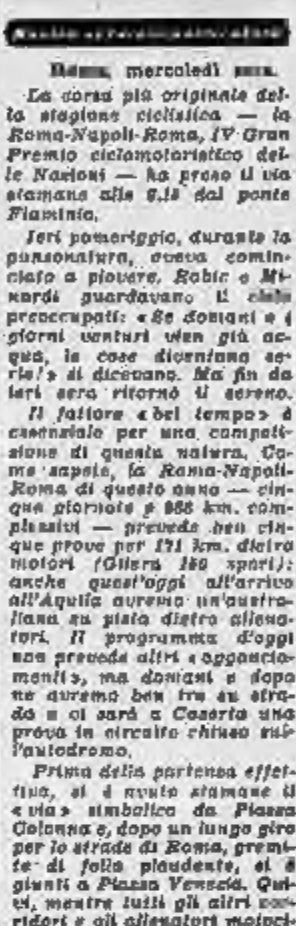 Roma, mercoledì sera.
La corsa più originale del-
la stagione ciclistica — la
Roma-Napoli-Roma, IV Gran
Premio ciclomotoristico del-
le Nazioni — ha preso il via
stamane alle 8,15 dal ponte
Flaminio.
Ieri pomeriggio, durante la
punzonatura, aveva comin-
ciato a piovere. Robic e Mi-
nardi guardavano il cielo
preoccupati: «Se domani e i
giorni venturi vien giù ac-
qua, le cose diventano se-
rie!» si dicevano. Ma fin da
ieri sera ritornò il sereno.
Il fattore «bel tempo» è
essenziale per una competi-
zione di questa natura. Co-
me sapete, la Roma-Napoli-
Roma di questo anno — cin-
que giornate e km. com-
plessivi — prevede ben cin-
que prove per 171 km. dietro
motori (Gilera 150 sport):
anche quest'oggi all'arrivo
all'Aquila avremo un'austra-
liana su pista dietro allena-
tori. Il programma d'oggi
non prevede altri «aggancia-
menti», ma domani e dopo
ne avremo ben tre su stra-
da e ci sarà a Caserta una
prova in circuito chiuso sul-
l'autodromo.
Prima della partenza effet-
tiva, si è avuto stamane il
«via» simbolico da Piazza
Colonna e, dopo un lungo giro
per le strade di Roma, gremi-
te di folla plaudente, si è
giunti a Piazza Venezia. Qui-
vi, mentre tutti gli altri cor-
ridori e gli allenatori motoci-